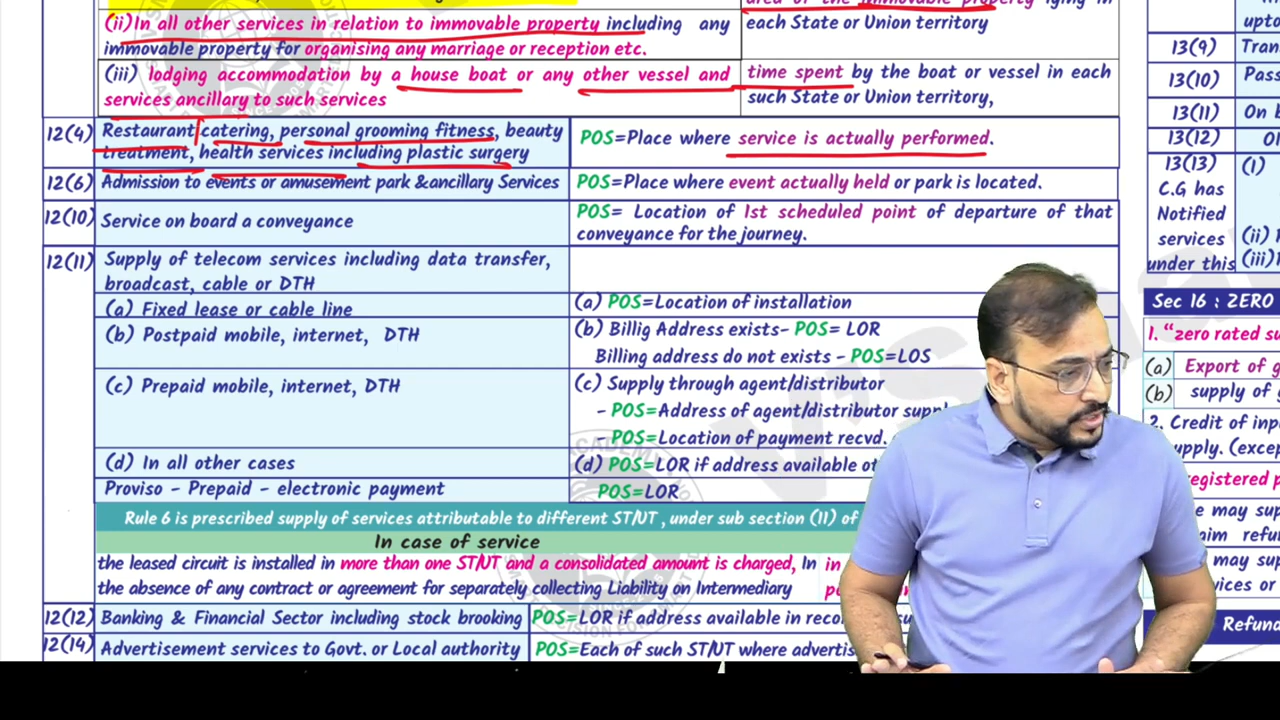 area of the immovable property lying in
(ii) In all other services in relation to immovable property including any
each State or Union territory
immovable property for organising any marriage or reception etc.
(iii) lodging accommodation by a house boat or any other vessel and
time spent by the boat or vessel in each
services ancillary to such services
such State or Union territory,
12(4) Restaurant catering, personal grooming fitness, beauty
treatment, health services including plastic surgery
POS=Place where service is actually performed.
12(6) Admission to events or amusement park &ancillary Services
POS=Place where event actually held or park is located.
12(10) Service on board a conveyance
POS= Location of 1st scheduled point of departure of that
conveyance for the journey.
12(11) Supply of telecom services including data transfer,
broadcast, cable or DTH
(a) Fixed lease or cable line
(a) POS=Location of installation
(b) Postpaid mobile, internet, DTH
(b) Billig Address exists- POS= LOR
Billing address do not exists - POS=LOS
(c) Prepaid mobile, internet, DTH
(c) Supply through agent/distributor
- POS=Address of agent/distributor
- POS=Location of payment recvd.
(d) In all other cases
(d) POS=LOR if address available
Proviso - Prepaid - electronic payment
POS=LOR
Rule 6 is prescribed supply of services attributable to different ST/UT, under sub section (11) of
In case of service
the leased circuit is installed in more than one ST/UT and a consolidated amount is charged, In
the absence of any contract or agreement for separately collecting Liability on Intermediary
in
12(12) Banking & Financial Sector including stock brooking
POS=LOR if address available in
12(14) Advertisement services to Govt. or Local authority
POS=Each of such ST/UT where
13(9)
13(10)
13(11) On
13(12)
13(13) (i)
C.G has
Notified
services (ii)
under this (iii)
Sec 16 : ZERO
1. "zero rated
(a) Export of
(b) supply of
2. Credit of
registered
may
may
Refund